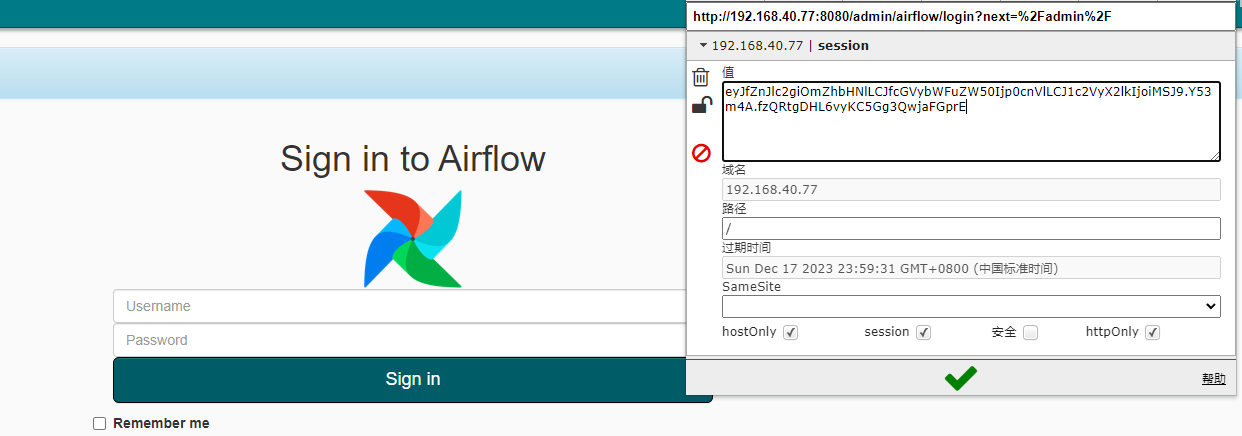 http://192.168.40.77:8080/admin/airflow/login?next=%2Fadmin%2F
192.168.40.77 | session
值
eyJfZnJlc2giOmZhbHNlLCJfcGVybWFuZW50Ijp0cnVlLCJ1c2VyX2lkIjoiMSJ9.Y53
m4A.fzQRtgDHL6vyKC5Gg3QwjaFGprE
域名
192.168.40.77
路径
/
过期时间
Sun Dec 17 2023 23:59:31 GMT+0800 (中国标准时间)
SameSite
hostOnly session 安全 httpOnly
帮助
Sign in to Airflow
Username
Password
Sign in
Remember me